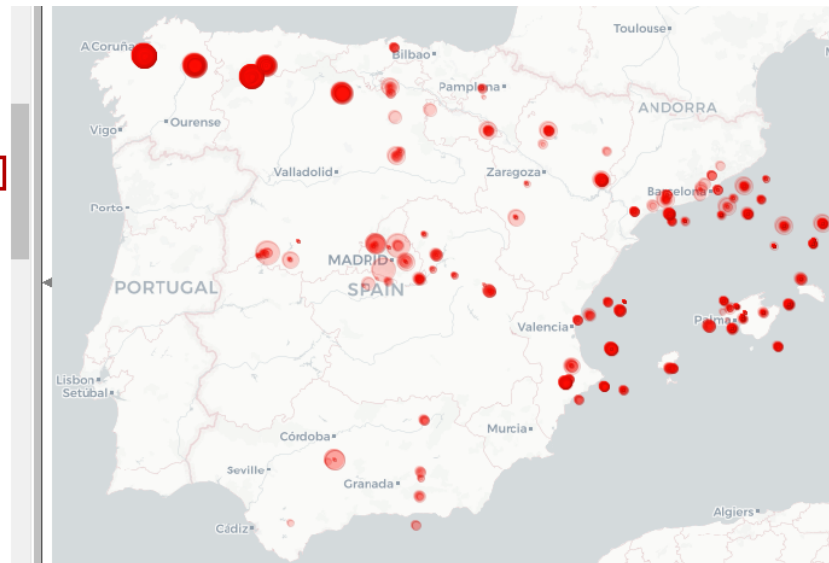 Toulouse
A Coruña
Bilbao
Pamplona
ANDORRA
Vigo
Ourense
Valladolid
Zaragoza
Barcelona
Porto
MADRID
PORTUGAL
SPAIN
Palma
Valencia
Lisbon
Setúbal
Murcia
Córdoba
Seville
Granada
Algiers
Cádiz